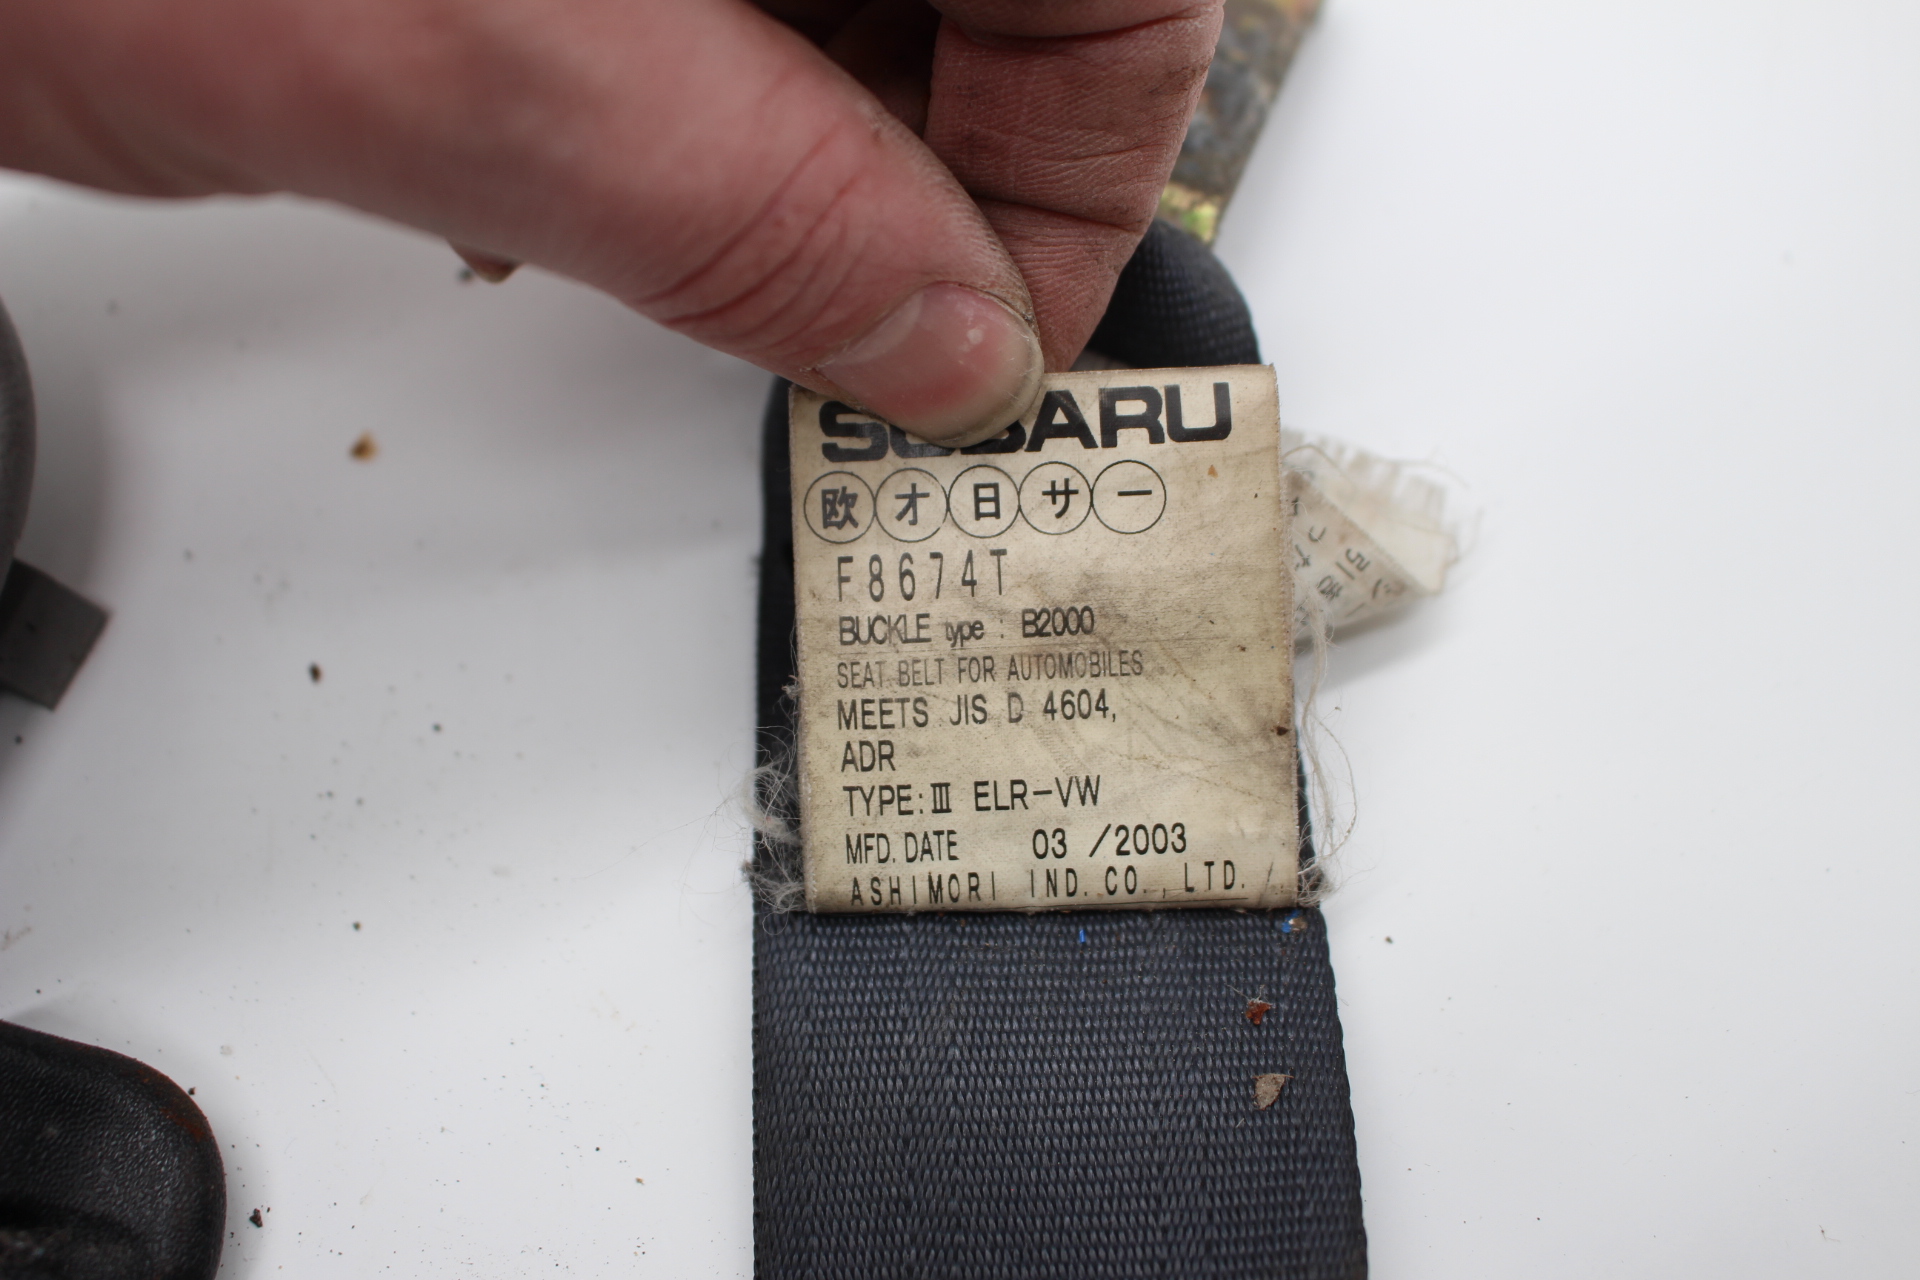 SUBARU
欧 オ 日 サ 一
F8674T
BUCKLE type : B2000
SEAT BELT FOR AUTOMOBILES
MEETS JIS D 4604,
ADR
TYPE:Ⅲ ELR-VW
MFD. DATE 03 /2003
ASHIMORI IND. CO., LTD.